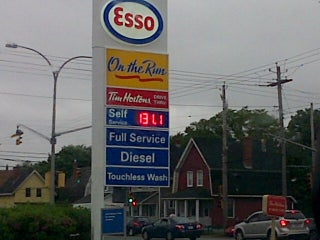 Esso
On the Run
Tim Hortons DRIVE THRU
Self Service 131.1
Full Service
Diesel
Touchless Wash